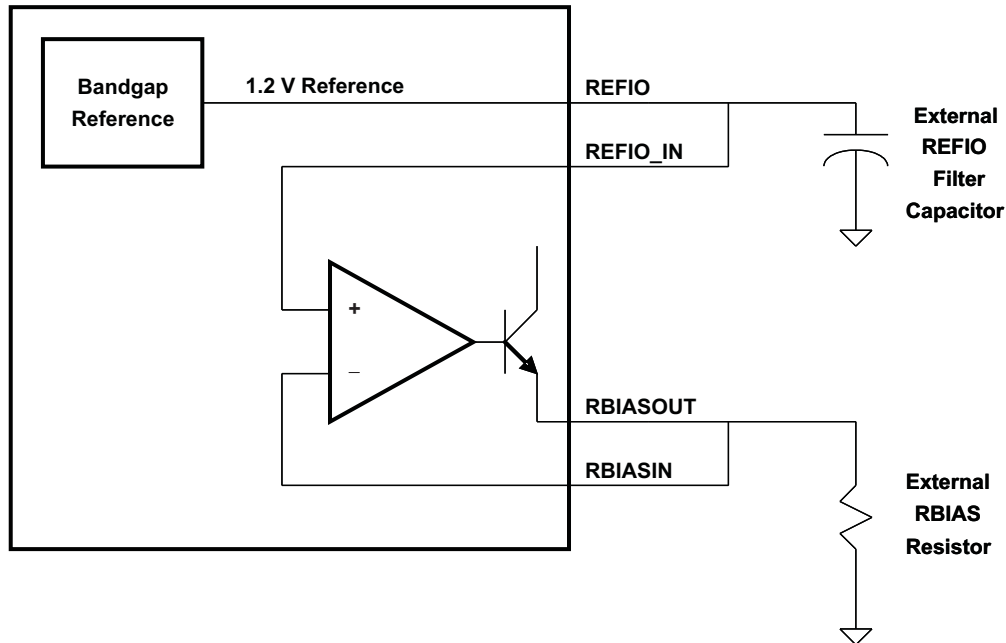 Bandgap
Reference
1.2 V Reference
REFIO
REFIO_IN
External
REFIO
Filter
Capacitor
+
–
RBIASOUT
RBIASIN
External
RBIAS
Resistor